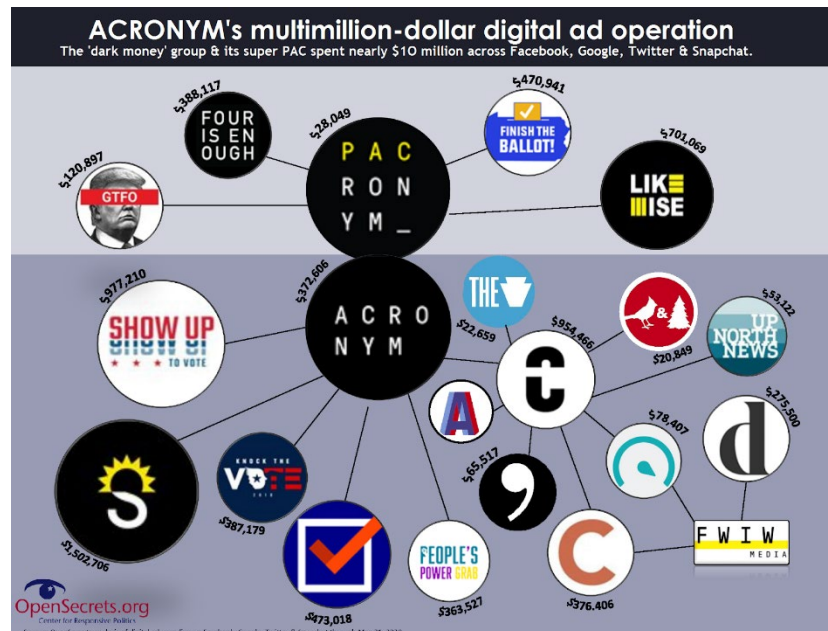 ACRONYM's multimillion-dollar digital ad operation
The 'dark money' group & its super PAC spent nearly $10 million across Facebook, Google, Twitter & Snapchat.
$388,117
FOUR
IS EN
OUGH
$28,049
PAC
RON
YM_
$470,941
FINISH THE
BALLOT!
$701,069
LIKE
WISE
$120,897
GTFO
$977,210
SHOW UP
SHOW UP
TO VOTE
$372,606
ACRO
NYM
THE
$22,659
$954,466
&
$20,849
$53,122
UP
NORTH
NEWS
A
$275,500
d
$78,407
$65,517
,
S
$1,502,706
KNOCK THE
VOTE
$387,179
$473,018
PEOPLE'S
POWER GRAB
$363,527
C
$376.406
FWIW
MEDIA
OpenSecrets.org
Center for Responsive Politics